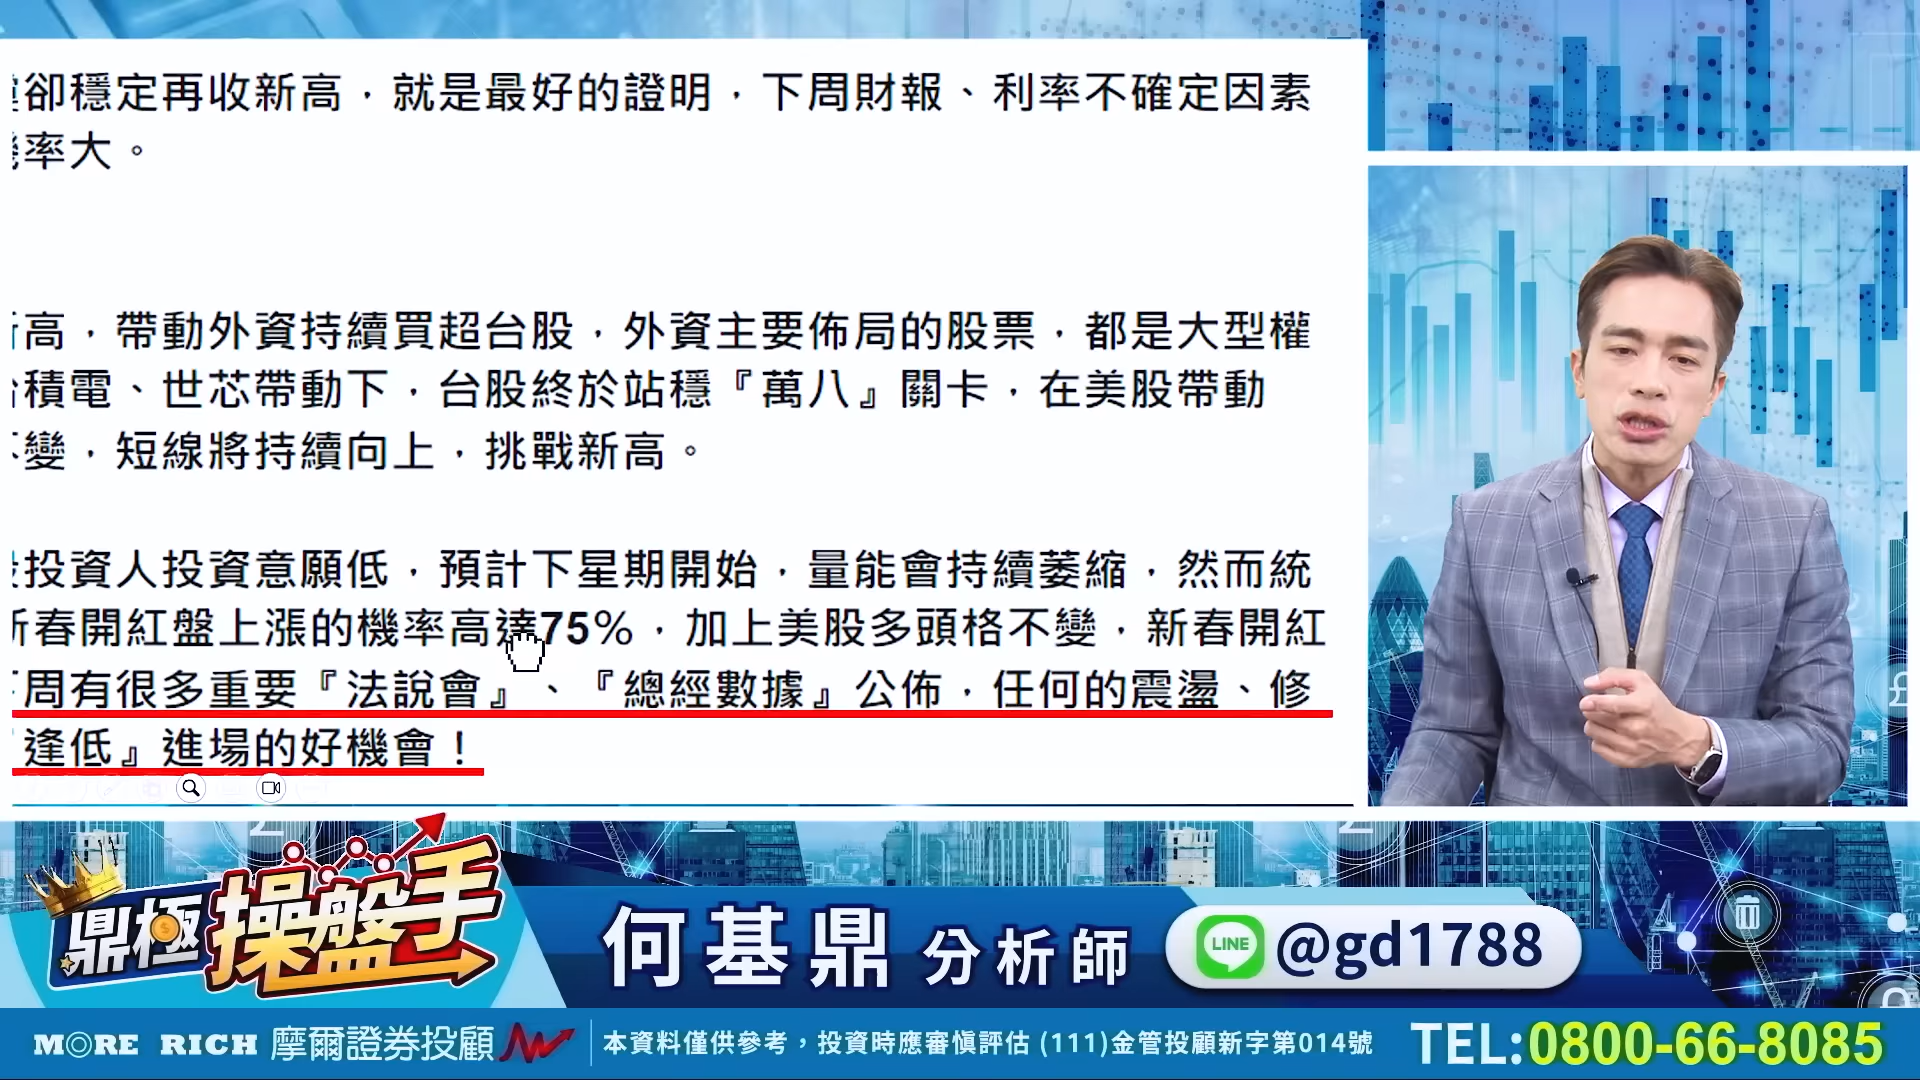 卻穩定再收新高，就是最好的證明，下周財報、利率不確定因素
率大。
高，帶動外資持續買超台股，外資主要佈局的股票，都是大型權
積電、世芯帶動下，台股終於站穩『萬八』關卡，在美股帶動
變，短線將持續向上，挑戰新高。
投資人投資意願低，預計下星期開始，量能會持續萎縮，然而統
新春開紅盤上漲的機率高達75%，加上美股多頭格不變，新春開紅
周有很多重要『法說會』、『總經數據』公佈，任何的震盪、修
逢低』進場的好機會！
鼎極操盤手
何基鼎 分析師
LINE @gd1788
MORE RICH 摩爾證券投顧
本資料僅供參考，投資時應審慎評估 (111)金管投顧新字第014號
TEL:0800-66-8085